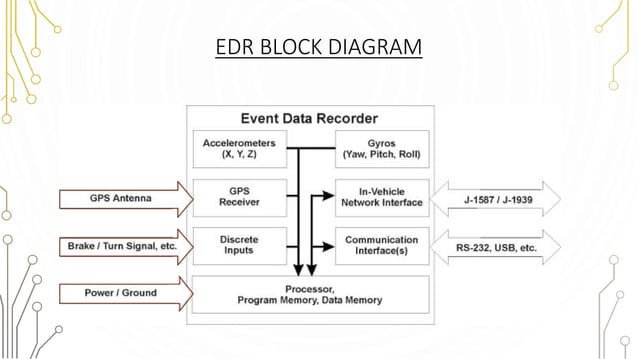 EDR BLOCK DIAGRAM
Event Data Recorder
Accelerometers
(X, Y, Z)
Gyros
(Yaw, Pitch, Roll)
GPS Antenna
GPS
Receiver
In-Vehicle
Network Interface
J-1587 / J-1939
Brake / Turn Signal, etc.
Discrete
Inputs
Communication
Interface(s)
RS-232, USB, etc.
Power / Ground
Processor,
Program Memory, Data Memory